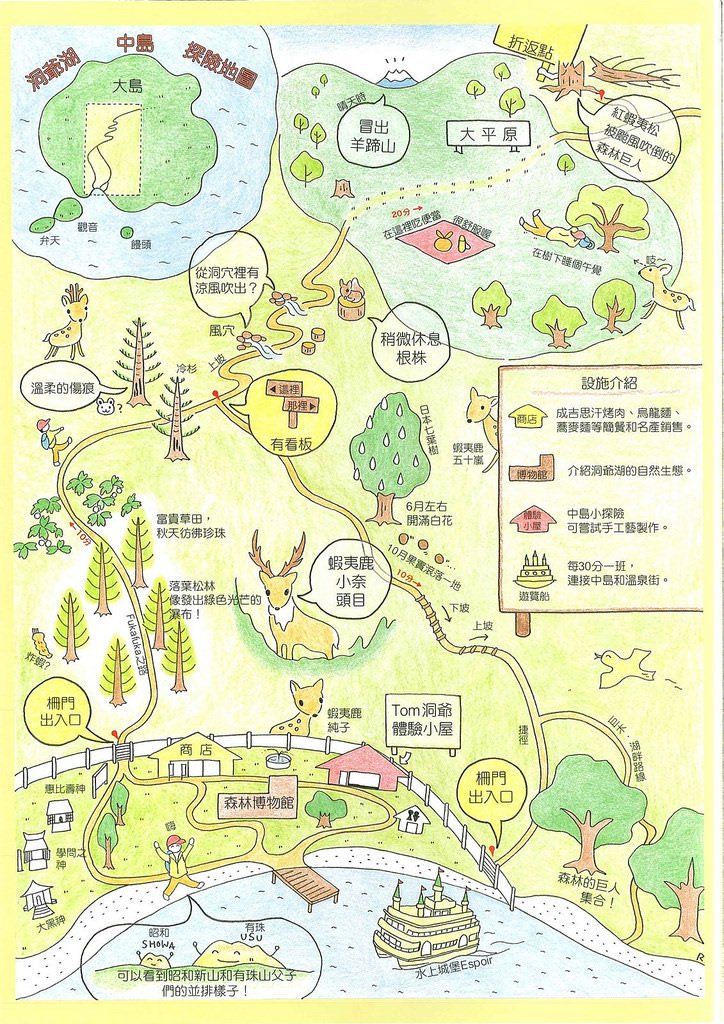 洞爺湖 中島 探險地圖
大島
觀音
弁天
饅頭
折返點
晴天時
冒出
羊蹄山
大平原
紅蝦夷松
被颱風吹倒的
森林巨人
20分→
在這裡吃便當
很舒服喔
在樹下睡個午覺
吱~
從洞穴裡有
涼風吹出?
風穴
稍微休息
根株
溫柔的傷痕
?
冷杉
上坡
這裡
那裡
有看板
日本七葉樹
蝦夷鹿
五十嵐
設施介紹
商店
成吉思汗烤肉、烏龍麵、
蕎麥麵等簡餐和名產銷售。
博物館
介紹洞爺湖的自然生態。
體驗
小屋
中島小探險
可嘗試手工藝製作。
遊覽船
每30分一班,
連接中島和溫泉街。
6月左右
開滿白花
10月果實滾落一地
10分→
←10分
富貴草田,
秋天彷彿珍珠
落葉松林
像發出綠色光芒的
瀑布!
炸蝦?
Fukafuka之路
蝦夷鹿
小奈
頭目
下坡
上坡→
柵門
出入口
蝦夷鹿
純子
Tom洞爺
體驗小屋
捷徑
巨木・湖畔路線
柵門
出入口
商店
惠比壽神
森林博物館
學問之
神
大黑神
嗨
森林的巨人
集合!
昭和
SHOWA
有珠
USU
可以看到昭和新山和有珠山父子
們的並排樣子!
水上城堡Espoir
R